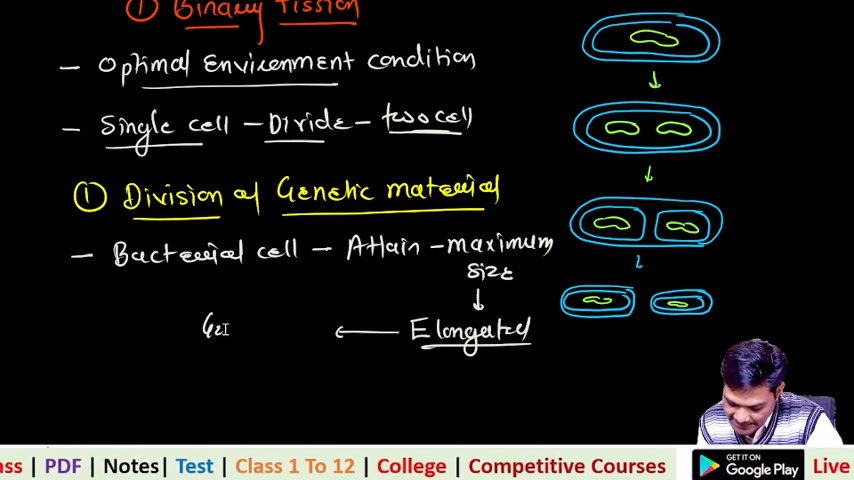 ① Binary fission
- Optimal Environment condition
- Single cell - Divide - two cell
① Division of Genetic material
- Bacterial cell - Attain - maximum
size
Elongated
ass | PDF | Notes| Test | Class 1 To 12 | College | Competitive Courses
GET IT ON
Google Play
Live